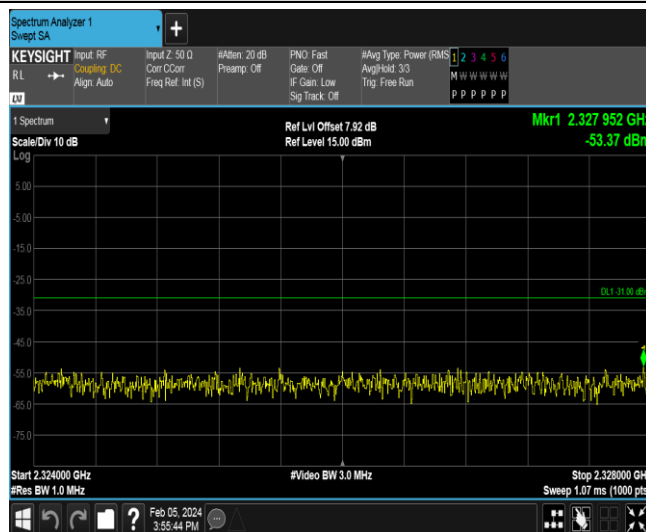 Spectrum Analyzer 1
Swept SA
+
KEYSIGHT
RL
LXI
Input: RF
Coupling: DC
Align: Auto
Input Z: 50 Ω
Corr CCorr
Freq Ref: Int (S)
#Atten: 20 dB
Preamp: Off
PNO: Fast
Gate: Off
IF Gain: Low
Sig Track: Off
#Avg Type: Power (RMS
Avg|Hold: 3/3
Trig: Free Run
1 2 3 4 5 6
M W W W W W
P P P P P P
1 Spectrum
Scale/Div 10 dB
Log
Ref Lvl Offset 7.92 dB
Ref Level 15.00 dBm
Mkr1 2.327 952 GHz
-53.37 dBm
5.00
-5.00
-15.0
-25.0
DL1 -31.00 dBm
-35.0
-45.0
1
-55.0
-65.0
-75.0
Start 2.324000 GHz
#Res BW 1.0 MHz
#Video BW 3.0 MHz
Stop 2.328000 GHz
Sweep 1.07 ms (1000 pts
?
Feb 05, 2024
3:55:44 PM